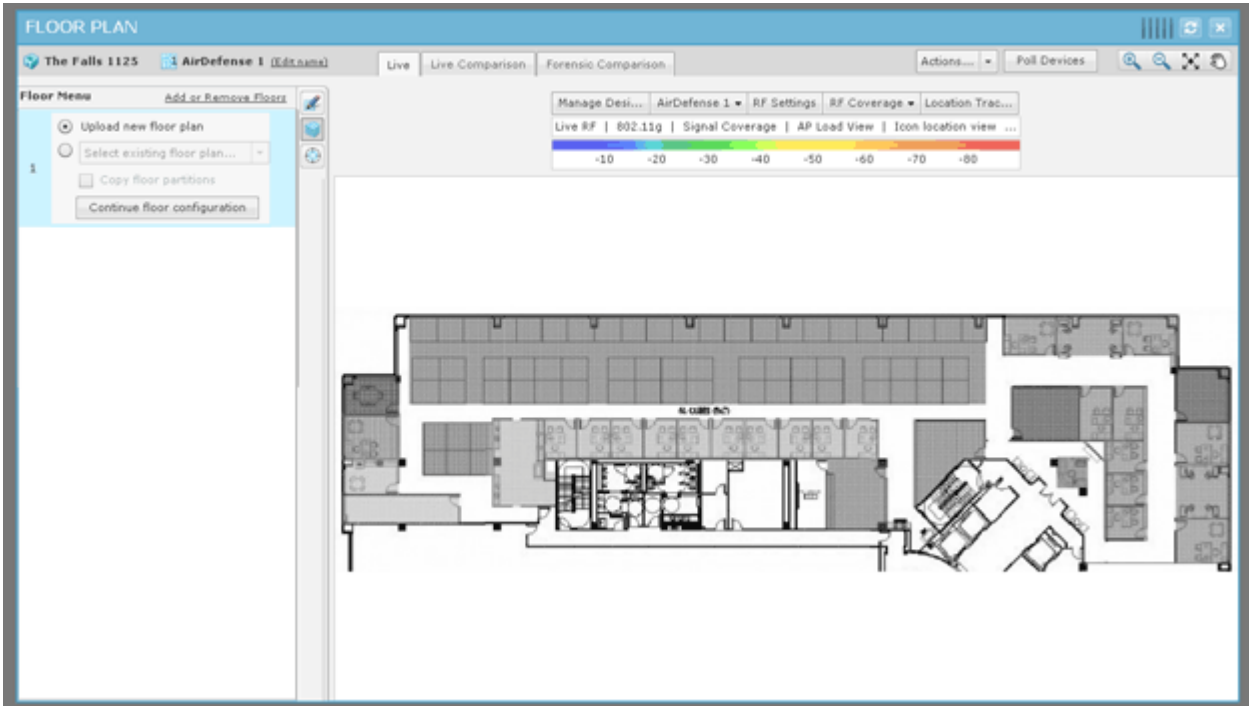 FLOOR PLAN
The Falls 1125 1 AirDefense 1 (Edit name)
Live Live Comparison Forensic Comparison
Actions... Poll Devices
Floor Menu Add or Remove Floors
Upload new floor plan
Select existing floor plan...
1
Copy floor partitions
Continue floor configuration
Manage Desi... AirDefense 1 RF Settings RF Coverage Location Trac...
Live RF | 802.11g | Signal Coverage | AP Load View | Icon location view ...
-10 -20 -30 -40 -50 -60 -70 -80